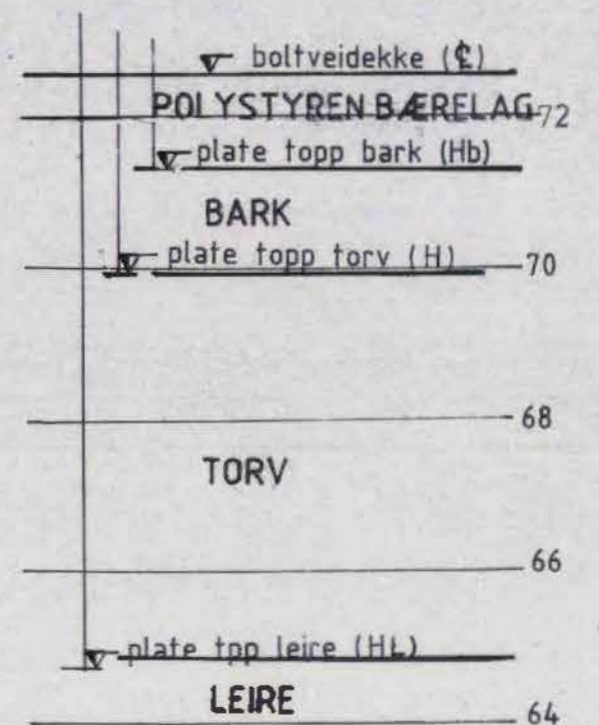 boltveidekke (℄)
POLYSTYREN BÆRELAG 72
plate topp bark (Hb)
BARK
plate topp torv (H) 70
68
TORV
66
plate tpp leire (HL)
LEIRE
64